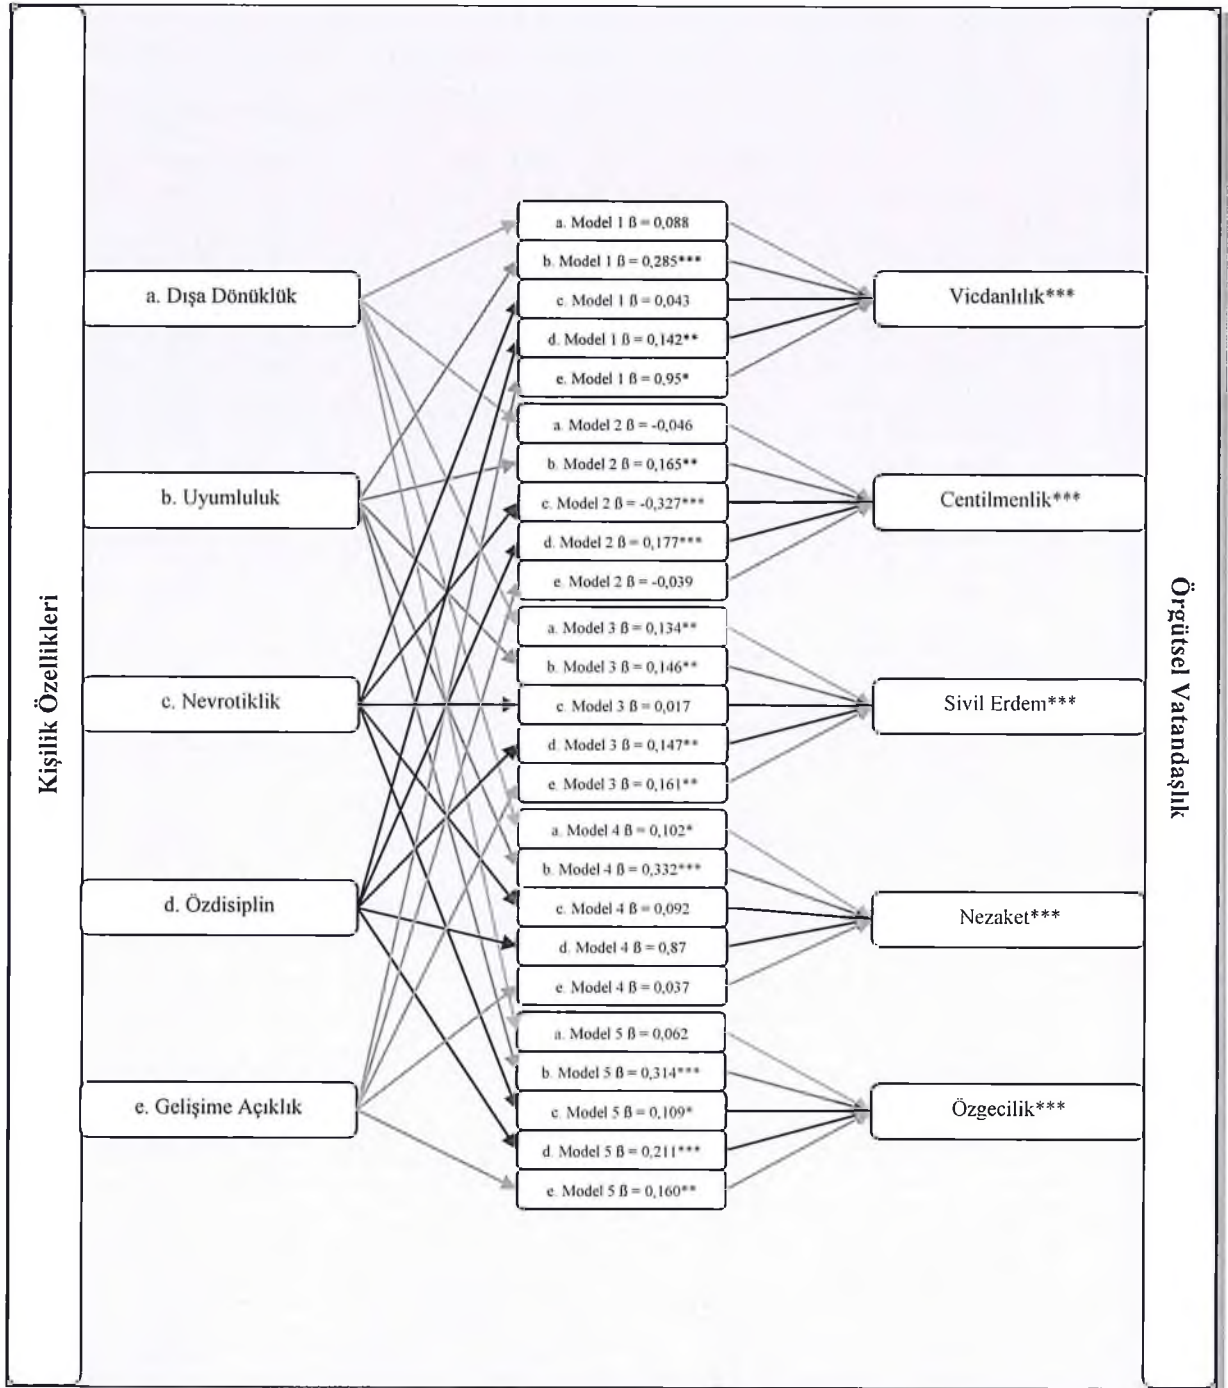 Kişilik Özellikleri
a. Dışa Dönüklük
b. Uyumluluk
c. Nevrotiklik
d. Özdisiplin
e. Gelişime Açıklık
a. Model 1 ß = 0,088
b. Model 1 ß = 0,285***
c. Model 1 ß = 0,043
d. Model 1 ß = 0,142**
e. Model 1 ß = 0,95*
a. Model 2 ß = -0,046
b. Model 2 ß = 0,165**
c. Model 2 ß = -0,327***
d. Model 2 ß = 0,177***
e. Model 2 ß = -0,039
a. Model 3 ß = 0,134**
b. Model 3 ß = 0,146**
c. Model 3 ß = 0,017
d. Model 3 ß = 0,147**
e. Model 3 ß = 0,161**
a. Model 4 ß = 0,102*
b. Model 4 ß = 0,332***
c. Model 4 ß = 0,092
d. Model 4 ß = 0,87
e. Model 4 ß = 0,037
a. Model 5 ß = 0,062
b. Model 5 ß = 0,314***
c. Model 5 ß = 0,109*
d. Model 5 ß = 0,211***
e. Model 5 ß = 0,160**
Vicdanlılık***
Centilmenlik***
Sivil Erdem***
Nezaket***
Özgecilik***
Örgütsel Vatandaşlık